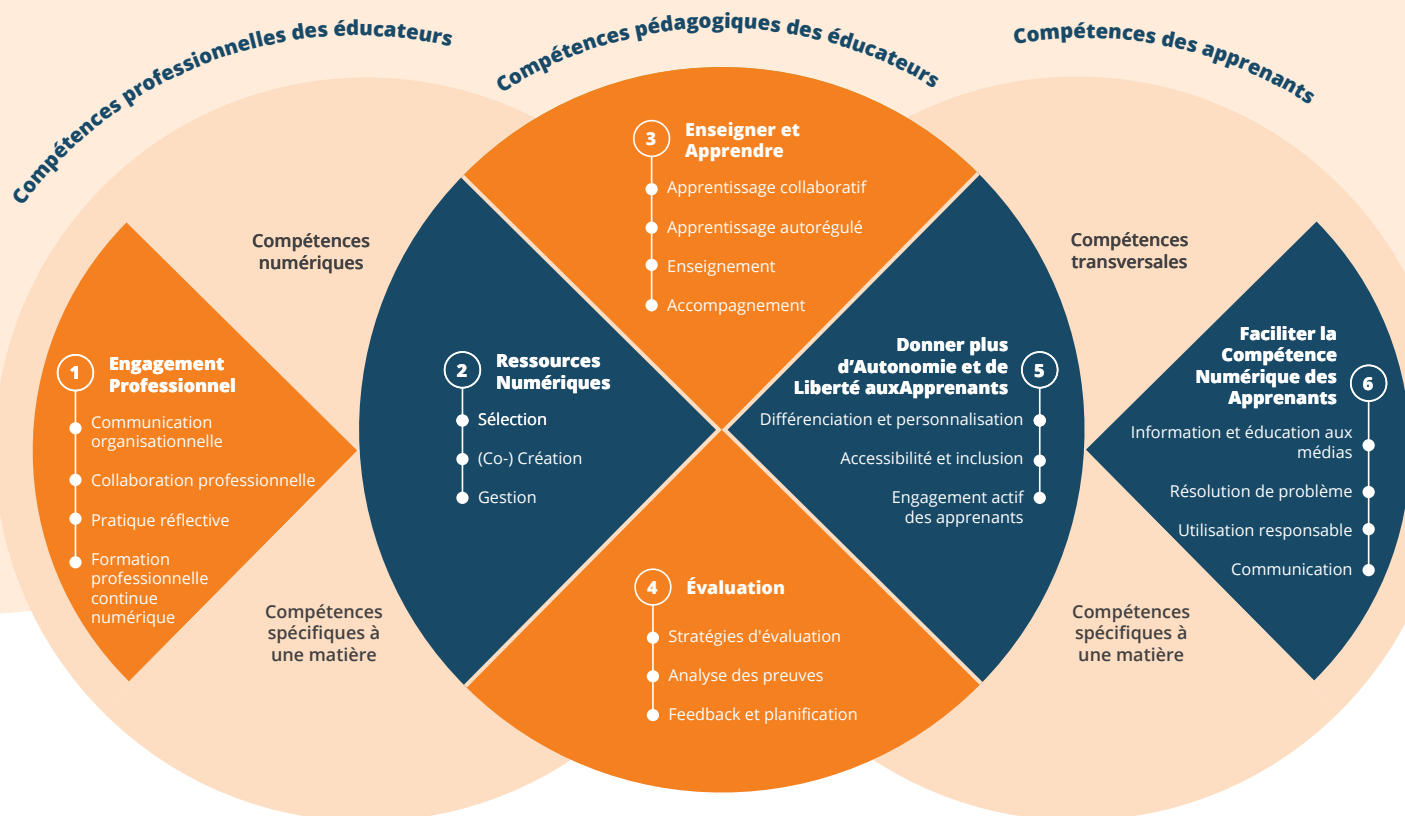 Compétences professionnelles des éducateurs
Compétences pédagogiques des éducateurs
Compétences des apprenants
Compétences
numériques
Compétences
spécifiques à
une matière
1
Engagement
Professionnel
Communication
organisationnelle
Collaboration professionnelle
Pratique réflective
Formation
professionnelle
continue
numérique
2
Ressources
Numériques
Sélection
(Co-) Création
Gestion
3
Enseigner et
Apprendre
Apprentissage collaboratif
Apprentissage autorégulé
Enseignement
Accompagnement
4
Évaluation
Stratégies d'évaluation
Analyse des preuves
Feedback et planification
Donner plus
d’Autonomie et de
Liberté auxApprenants
5
Différenciation et personnalisation
Accessibilité et inclusion
Engagement actif
des apprenants
Compétences
transversales
Compétences
spécifiques à
une matière
Faciliter la
Compétence
Numérique des
Apprenants
6
Information et éducation aux
médias
Résolution de problème
Utilisation responsable
Communication